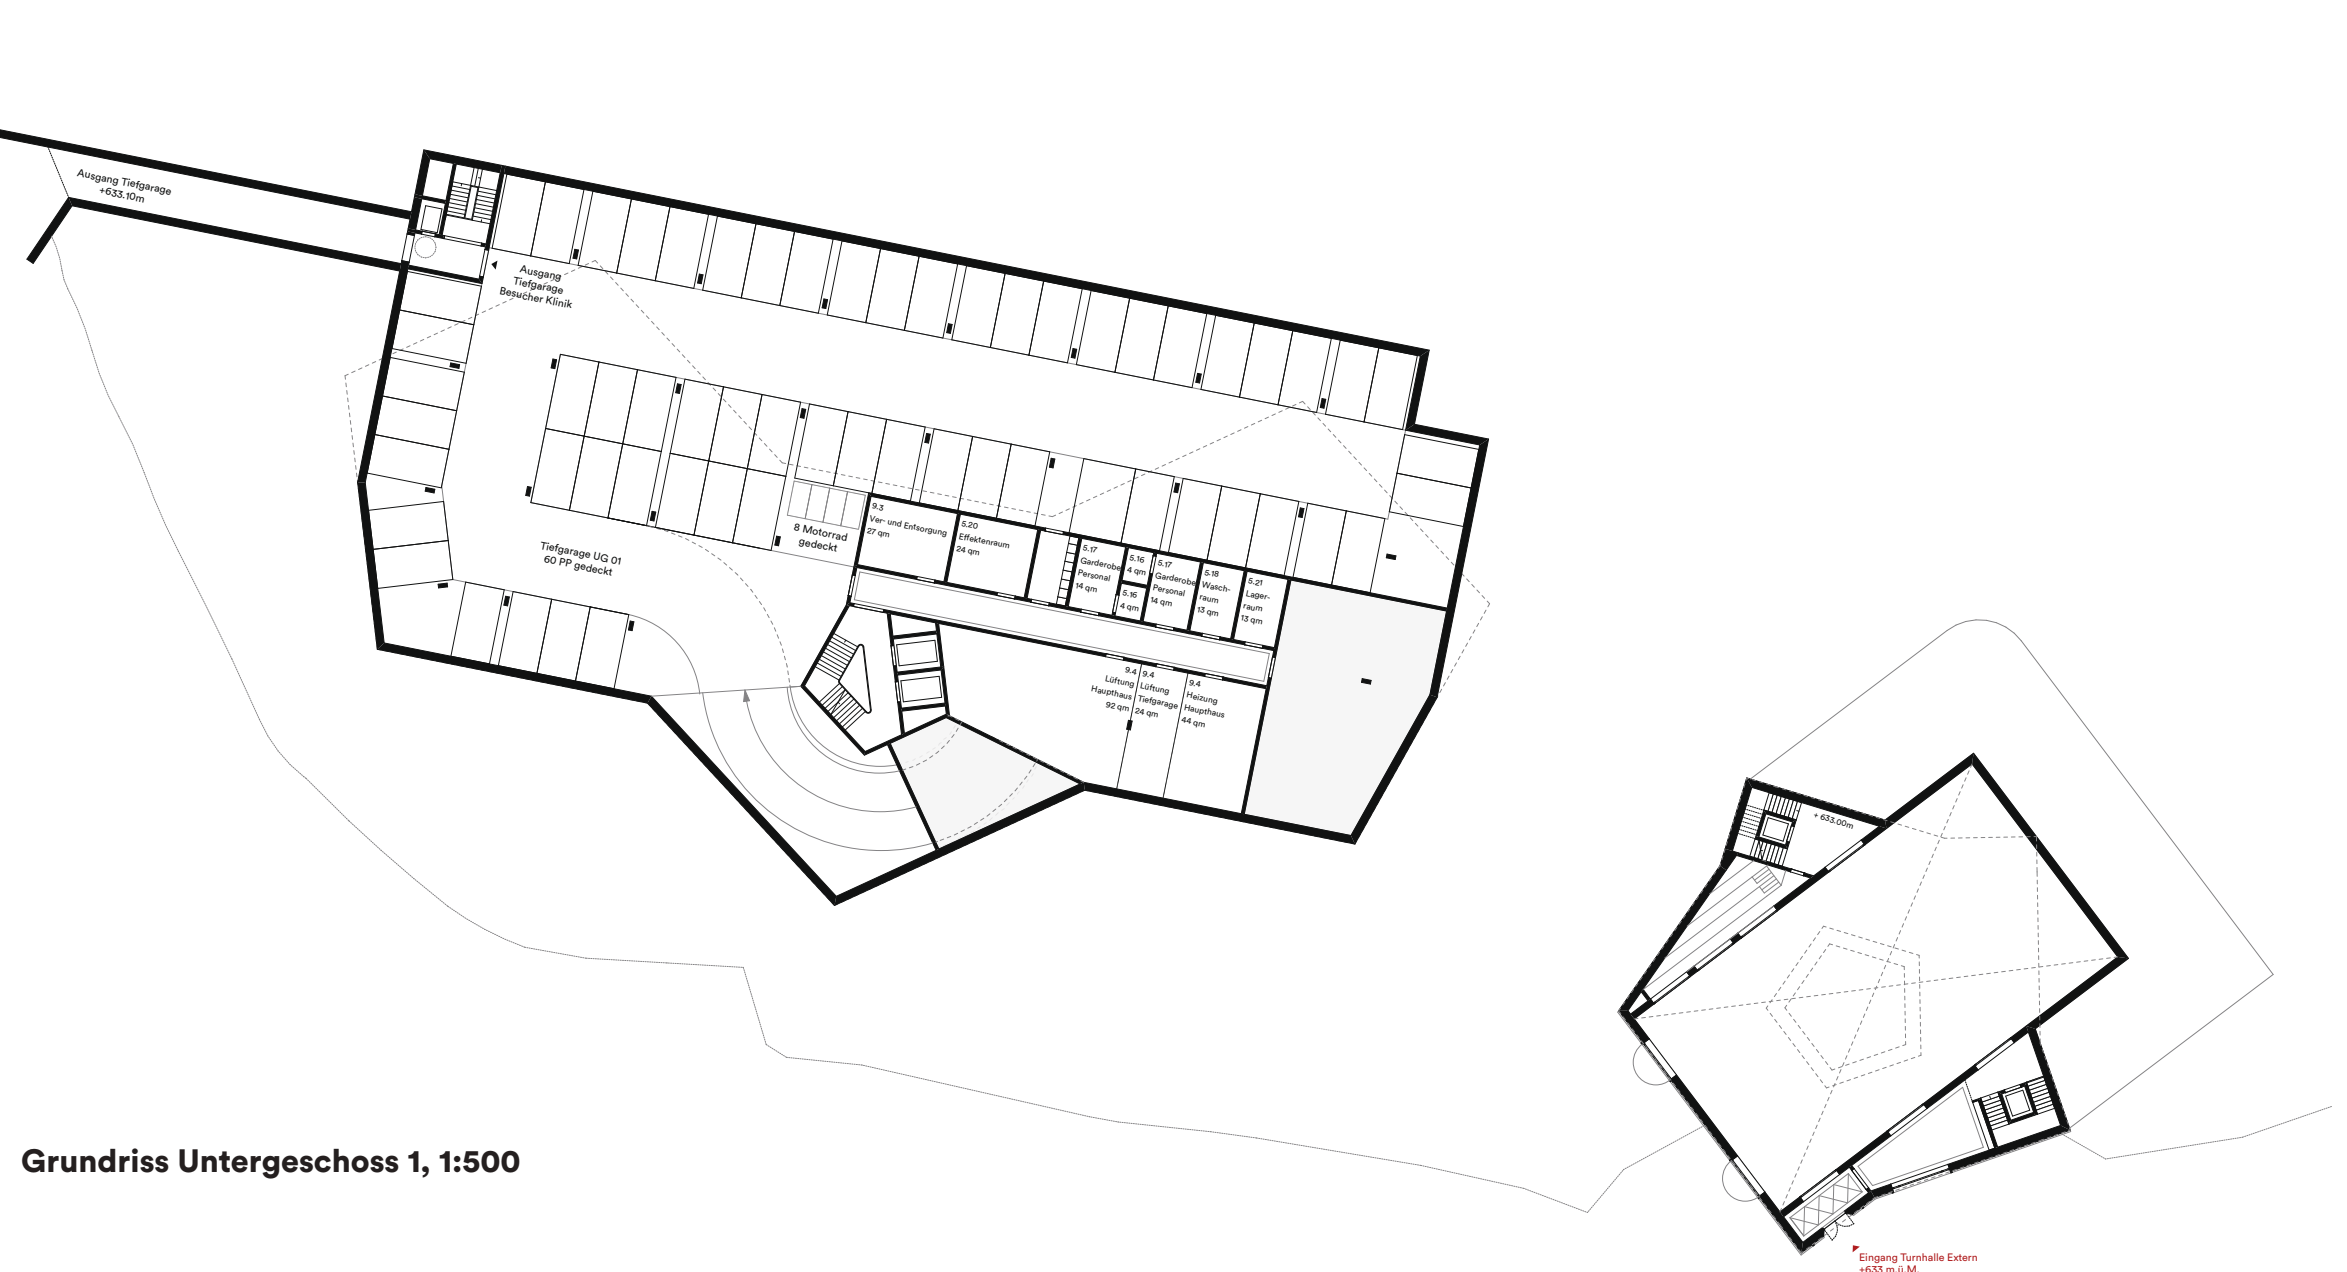 Ausgang Tiefgarage
+633.10m
Ausgang
Tiefgarage
Besucher Klinik
8 Motorrad
gedeckt
Tiefgarage UG 01
60 PP gedeckt
9.3
Ver- und Entsorgung
27 qm
5.20
Effektenraum
24 qm
5.17
Garderobe
Personal
14 qm
5.16
4 qm
5.16
4 qm
5.17
Garderobe
Personal
14 qm
5.18
Wasch-
raum
13 qm
5.21
Lager-
raum
13 qm
9.4
Lüftung
Haupthaus
92 qm
9.4
Lüftung
Tiefgarage
24 qm
9.4
Heizung
Haupthaus
44 qm
+ 633.00m
Grundriss Untergeschoss 1, 1:500
Eingang Turnhalle Extern
+633 m.ü.M.